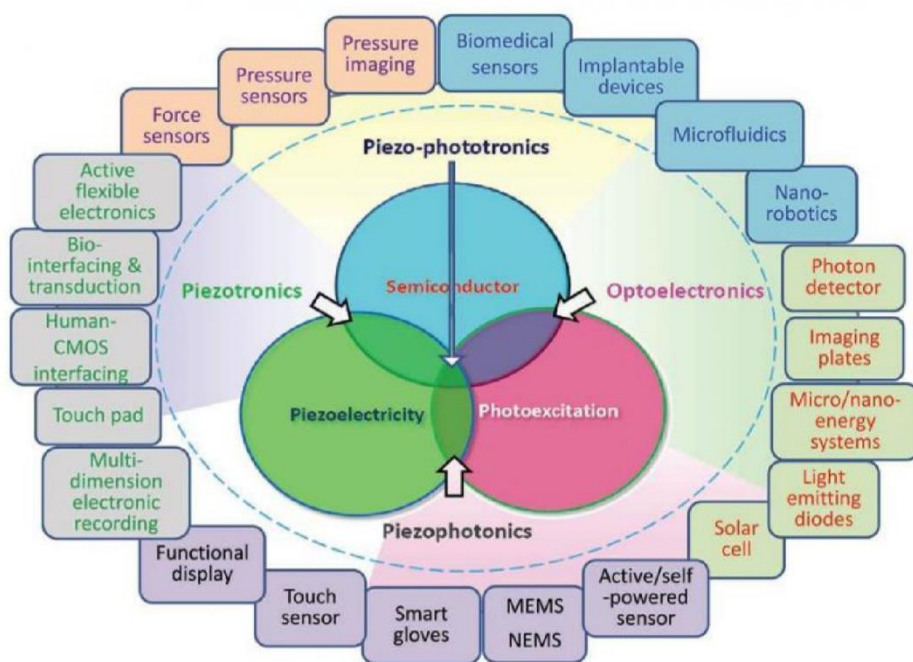 Pressure
imaging
Biomedical
sensors
Pressure
sensors
Implantable
devices
Force
sensors
Microfluidics
Piezo-phototronics
Active
flexible
electronics
Nano-
robotics
Bio-
interfacing &
transduction
Piezotronics
Semiconductor
Optoelectronics
Photon
detector
Human-
CMOS
interfacing
Imaging
plates
Touch pad
Piezoelectricity
Photoexcitation
Micro/nano-
energy
systems
Multi-
dimension
electronic
recording
Light
emitting
diodes
Piezophotonics
Solar
cell
Functional
display
Touch
sensor
Smart
gloves
MEMS
NEMS
Active/self
-powered
sensor